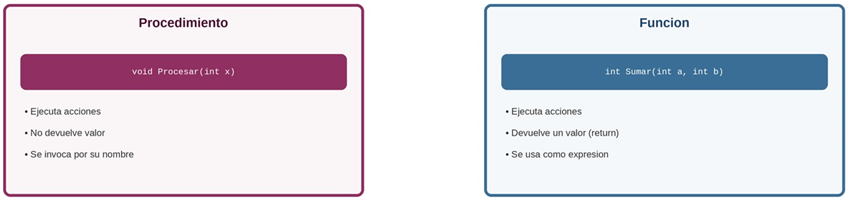 Procedimiento
void Procesar(int x)
• Ejecuta acciones
• No devuelve valor
• Se invoca por su nombre
Funcion
int Sumar(int a, int b)
• Ejecuta acciones
• Devuelve un valor (return)
• Se usa como expresion